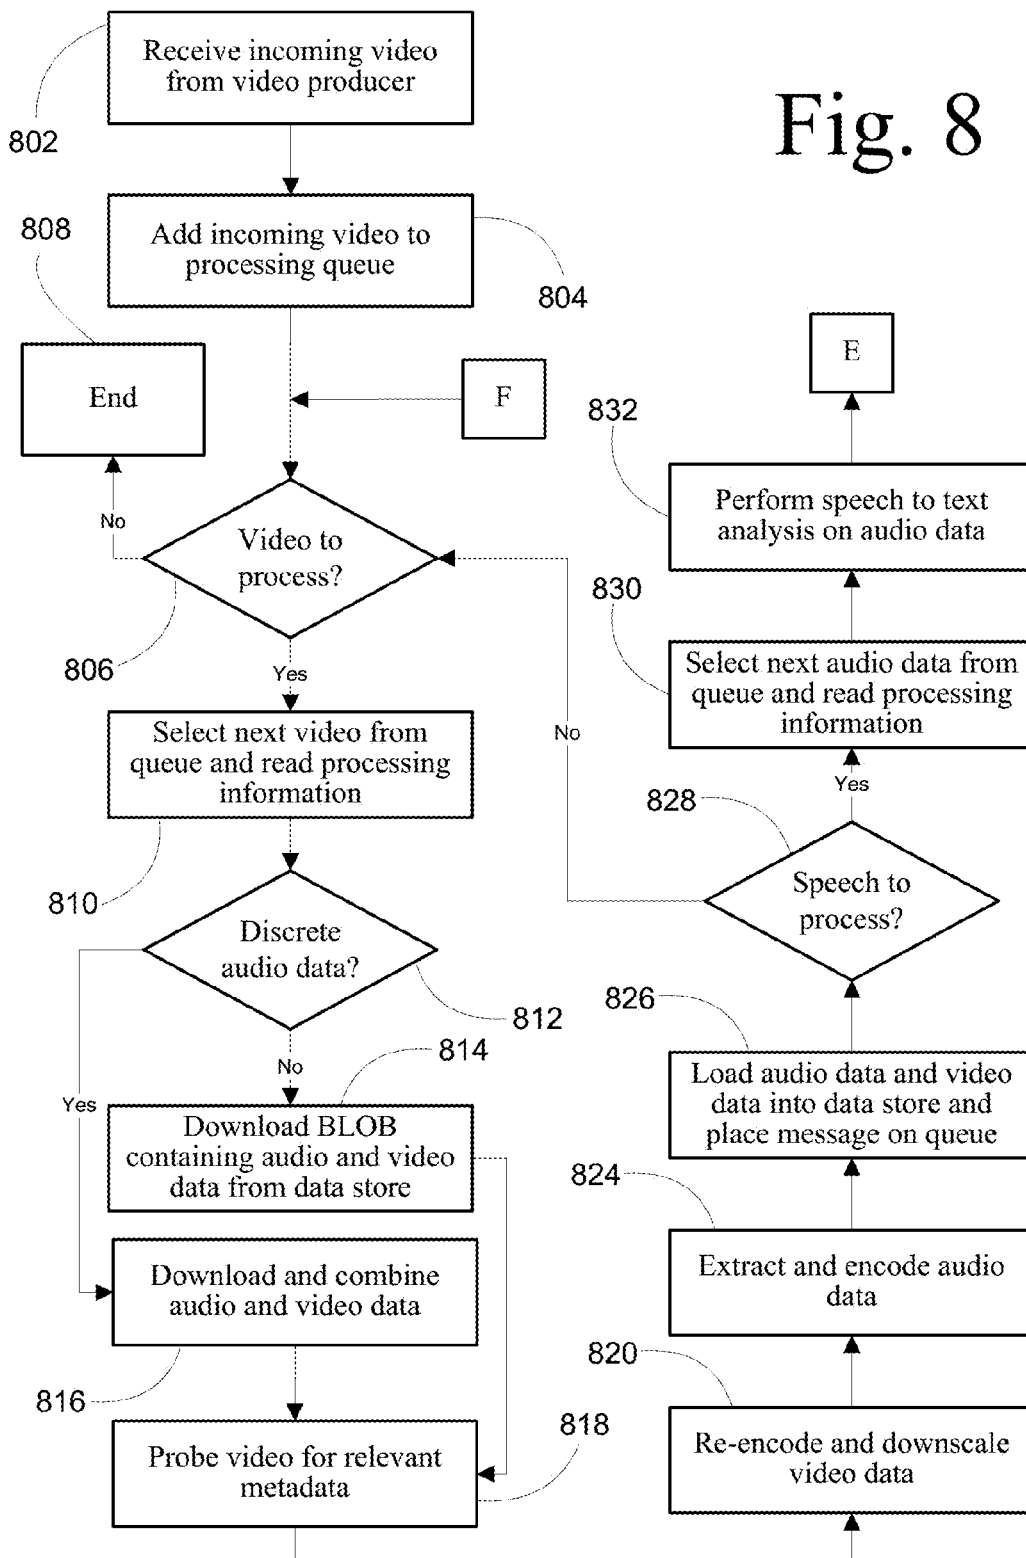 Fig. 8
Receive incoming video
from video producer
802
Add incoming video to
processing queue
804
808
End
F
Video to
process?
No
806
Yes
Select next video from
queue and read processing
information
810
Discrete
audio data?
812
No
Yes
814
Download BLOB
containing audio and video
data from data store
Download and combine
audio and video data
816
Probe video for relevant
metadata
818
E
832
Perform speech to text
analysis on audio data
830
Select next audio data from
queue and read processing
information
Yes
No
828
Speech to
process?
826
Load audio data and video
data into data store and
place message on queue
824
Extract and encode audio
data
820
Re-encode and downscale
video data